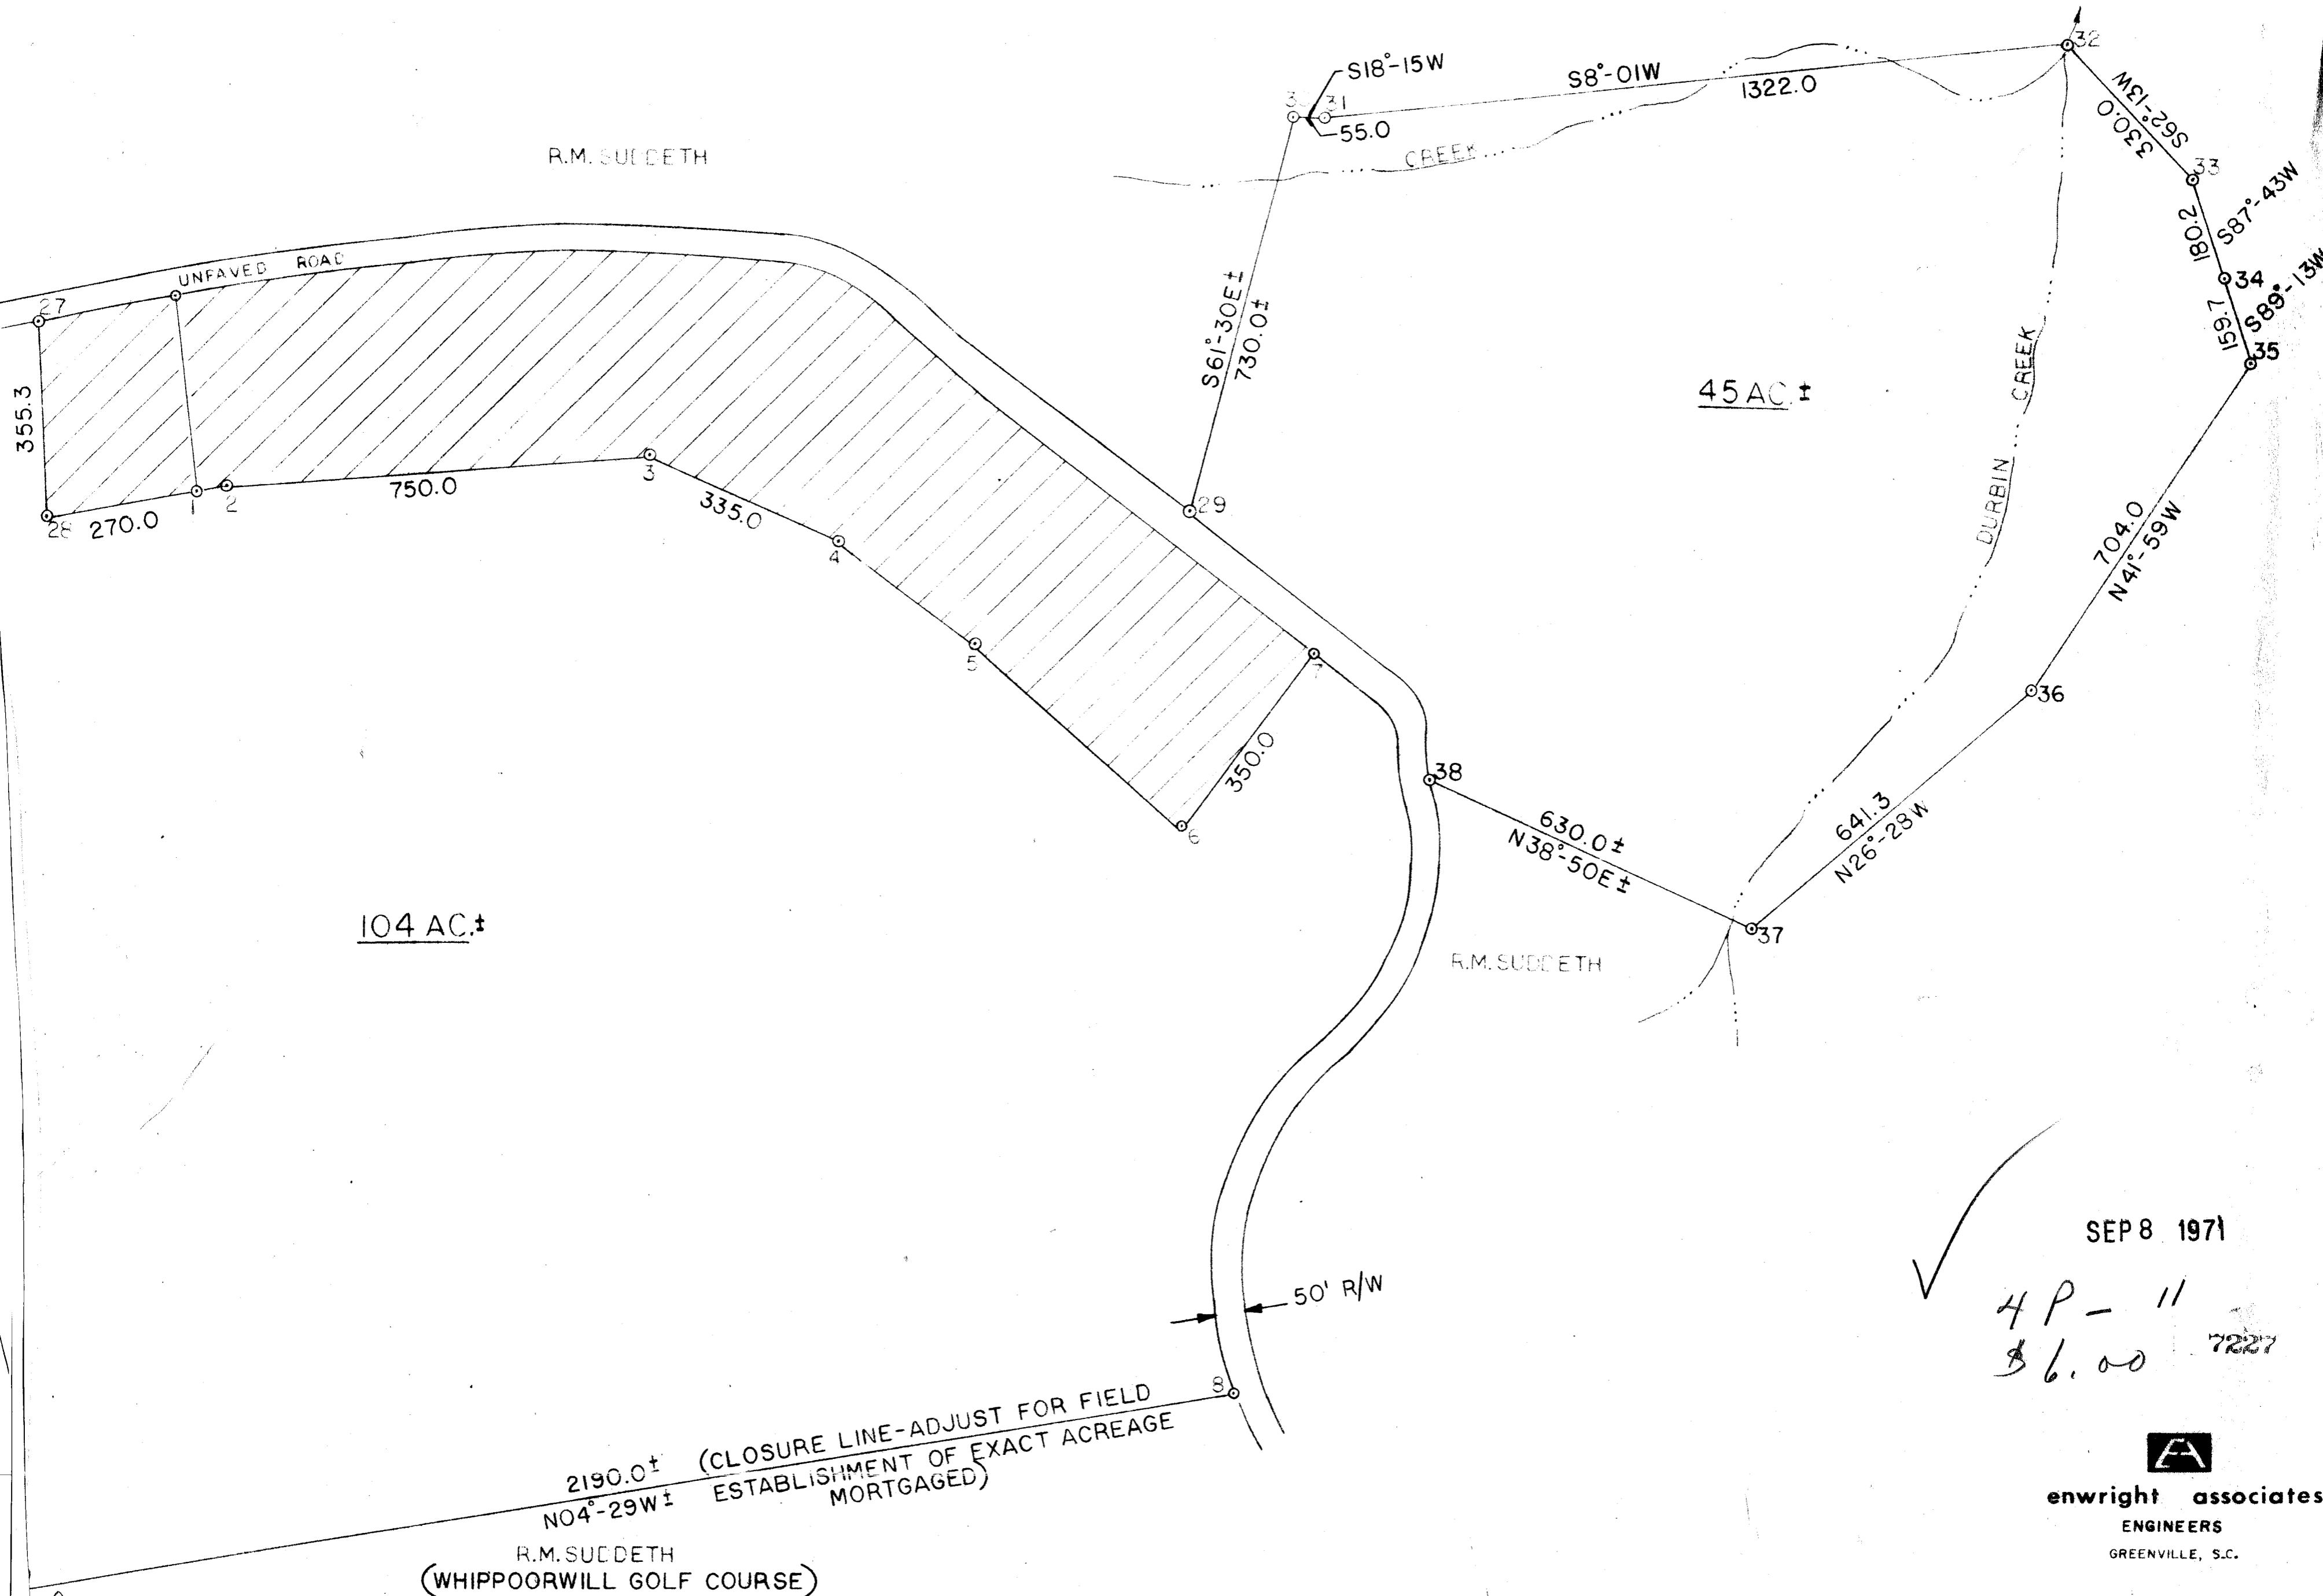 S18°-15W
S8°-01W
1322.0
31
55.0
32
S62°-13W
330.0
33
S87°-43W
180.2
34
S89°-13W
159.7
35
R.M. SUDDETH
CREEK
UNPAVED ROAD
27
355.3
28
270.0
1
2
750.0
3
335.0
4
5
6
350.0
7
29
S61°-30E±
730.0±
45 AC.±
DURBIN CREEK
704.0
N41°-59W
36
641.3
N26°-28W
37
38
630.0±
N38°-50E±
R.M. SUDDETH
104 AC.±
50' R/W
8
2190.0± (CLOSURE LINE-ADJUST FOR FIELD
N04°-29W± ESTABLISHMENT OF EXACT ACREAGE
MORTGAGED)
R.M. SUDDETH
(WHIPPOORWILL GOLF COURSE)
SEP 8 1971
4P - 11
$6.00 7227
EA
enwright associates
ENGINEERS
GREENVILLE, S.C.